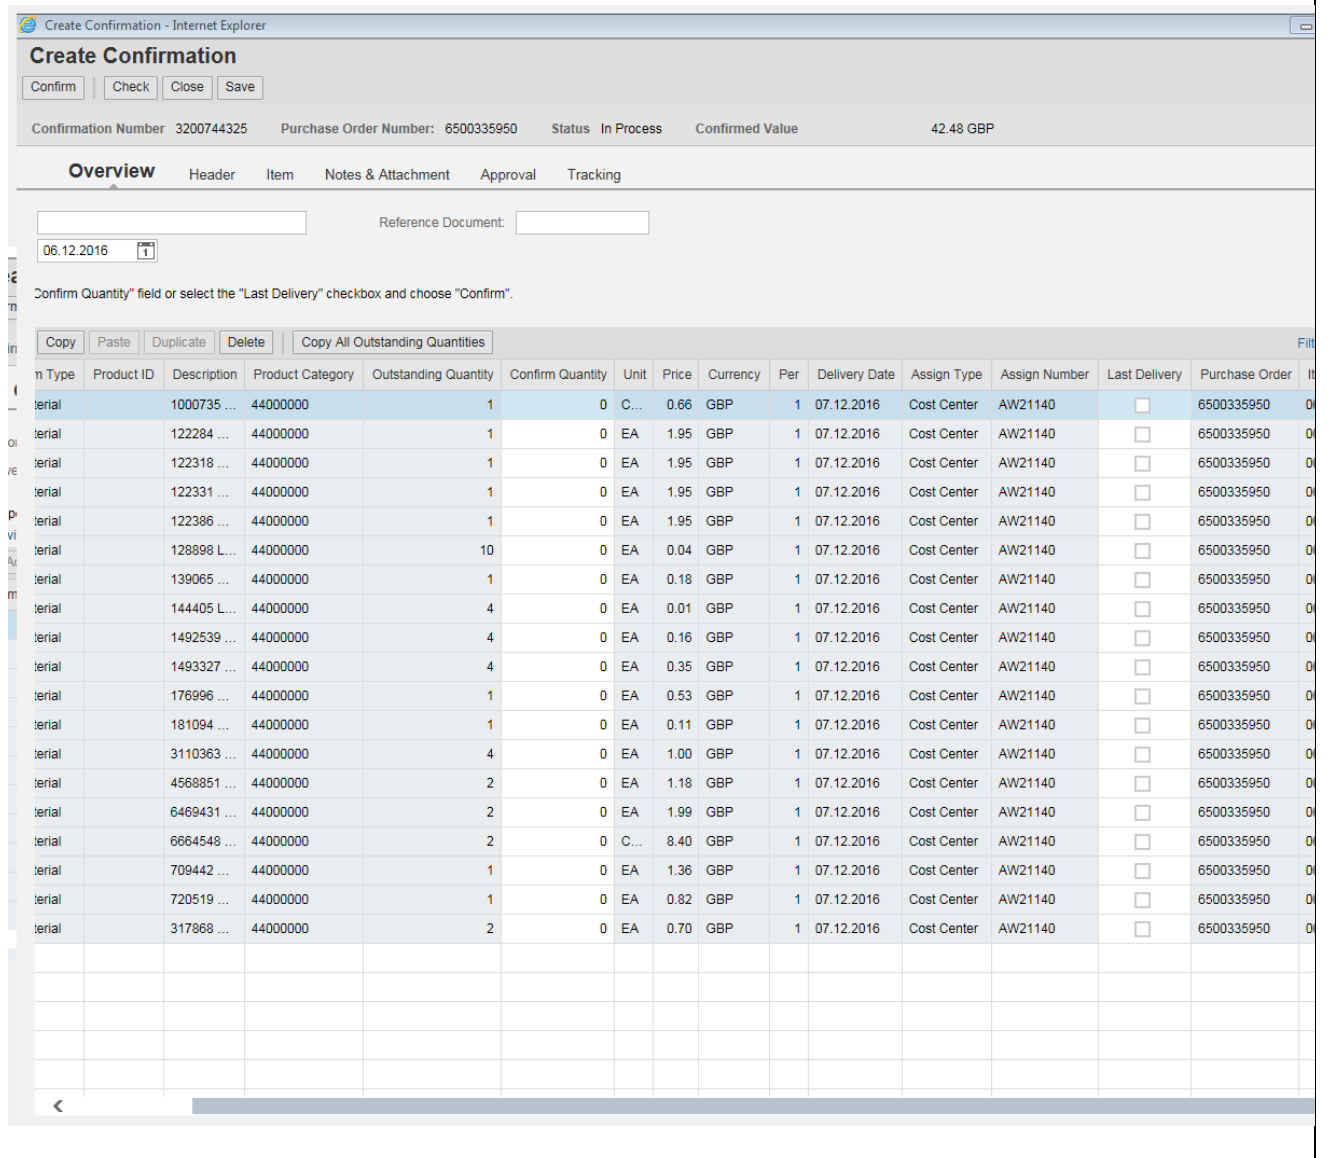 Create Confirmation - Internet Explorer
Create Confirmation
Confirm Check Close Save
Confirmation Number 3200744325 Purchase Order Number: 6500335950 Status In Process Confirmed Value 42.48 GBP
Overview Header Item Notes & Attachment Approval Tracking
Reference Document:
06.12.2016
Confirm Quantity" field or select the "Last Delivery" checkbox and choose "Confirm".
Copy Paste Duplicate Delete Copy All Outstanding Quantities Filt
m Type Product ID Description Product Category Outstanding Quantity Confirm Quantity Unit Price Currency Per Delivery Date Assign Type Assign Number Last Delivery Purchase Order It
terial 1000735 ... 44000000 1 0 C... 0.66 GBP 1 07.12.2016 Cost Center AW21140 6500335950 00
terial 122284 ... 44000000 1 0 EA 1.95 GBP 1 07.12.2016 Cost Center AW21140 6500335950 00
terial 122318 ... 44000000 1 0 EA 1.95 GBP 1 07.12.2016 Cost Center AW21140 6500335950 00
terial 122331 ... 44000000 1 0 EA 1.95 GBP 1 07.12.2016 Cost Center AW21140 6500335950 00
terial 122386 ... 44000000 1 0 EA 1.95 GBP 1 07.12.2016 Cost Center AW21140 6500335950 00
terial 128898 L... 44000000 10 0 EA 0.04 GBP 1 07.12.2016 Cost Center AW21140 6500335950 00
terial 139065 ... 44000000 1 0 EA 0.18 GBP 1 07.12.2016 Cost Center AW21140 6500335950 00
terial 144405 L... 44000000 4 0 EA 0.01 GBP 1 07.12.2016 Cost Center AW21140 6500335950 00
terial 1492539 ... 44000000 4 0 EA 0.16 GBP 1 07.12.2016 Cost Center AW21140 6500335950 00
terial 1493327 ... 44000000 4 0 EA 0.35 GBP 1 07.12.2016 Cost Center AW21140 6500335950 00
terial 176996 ... 44000000 1 0 EA 0.53 GBP 1 07.12.2016 Cost Center AW21140 6500335950 00
terial 181094 ... 44000000 1 0 EA 0.11 GBP 1 07.12.2016 Cost Center AW21140 6500335950 00
terial 3110363 ... 44000000 4 0 EA 1.00 GBP 1 07.12.2016 Cost Center AW21140 6500335950 00
terial 4568851 ... 44000000 2 0 EA 1.18 GBP 1 07.12.2016 Cost Center AW21140 6500335950 00
terial 6469431 ... 44000000 2 0 EA 1.99 GBP 1 07.12.2016 Cost Center AW21140 6500335950 00
terial 6664548 ... 44000000 2 0 C... 8.40 GBP 1 07.12.2016 Cost Center AW21140 6500335950 00
terial 709442 ... 44000000 1 0 EA 1.36 GBP 1 07.12.2016 Cost Center AW21140 6500335950 00
terial 720519 ... 44000000 1 0 EA 0.82 GBP 1 07.12.2016 Cost Center AW21140 6500335950 00
terial 317868 ... 44000000 2 0 EA 0.70 GBP 1 07.12.2016 Cost Center AW21140 6500335950 00